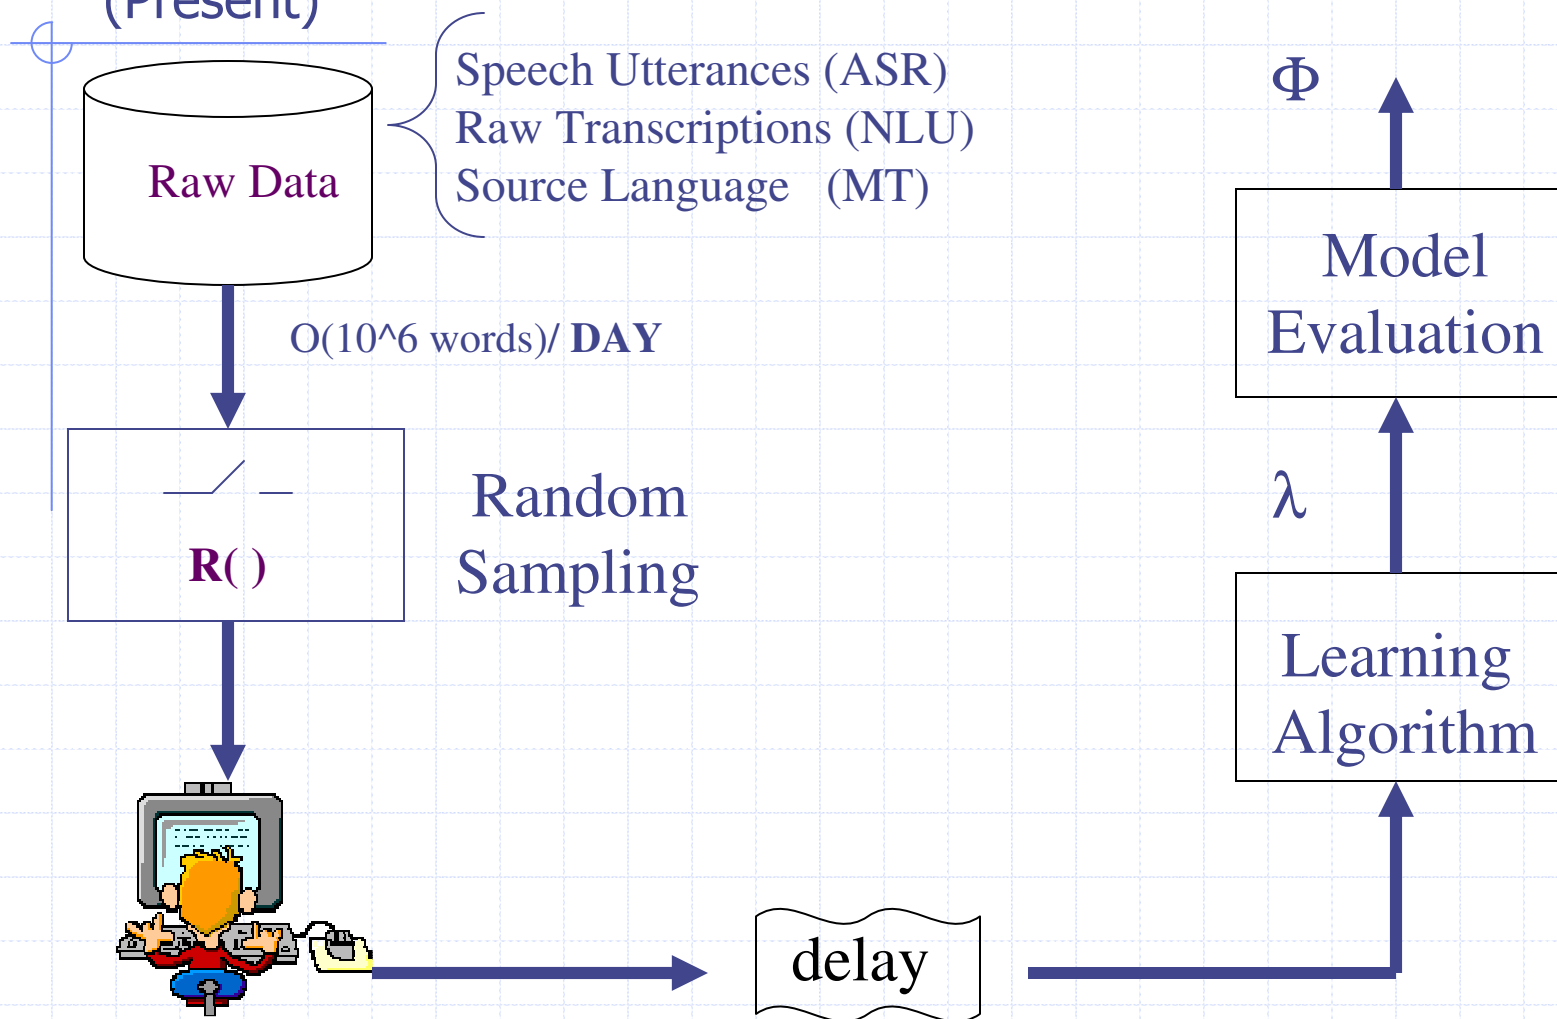 (Present)
Speech Utterances (ASR)
Raw Transcriptions (NLU)
Source Language (MT)
Raw Data
O(10^6 words)/ DAY
R( )
Random
Sampling
delay
Φ
Model
Evaluation
λ
Learning
Algorithm